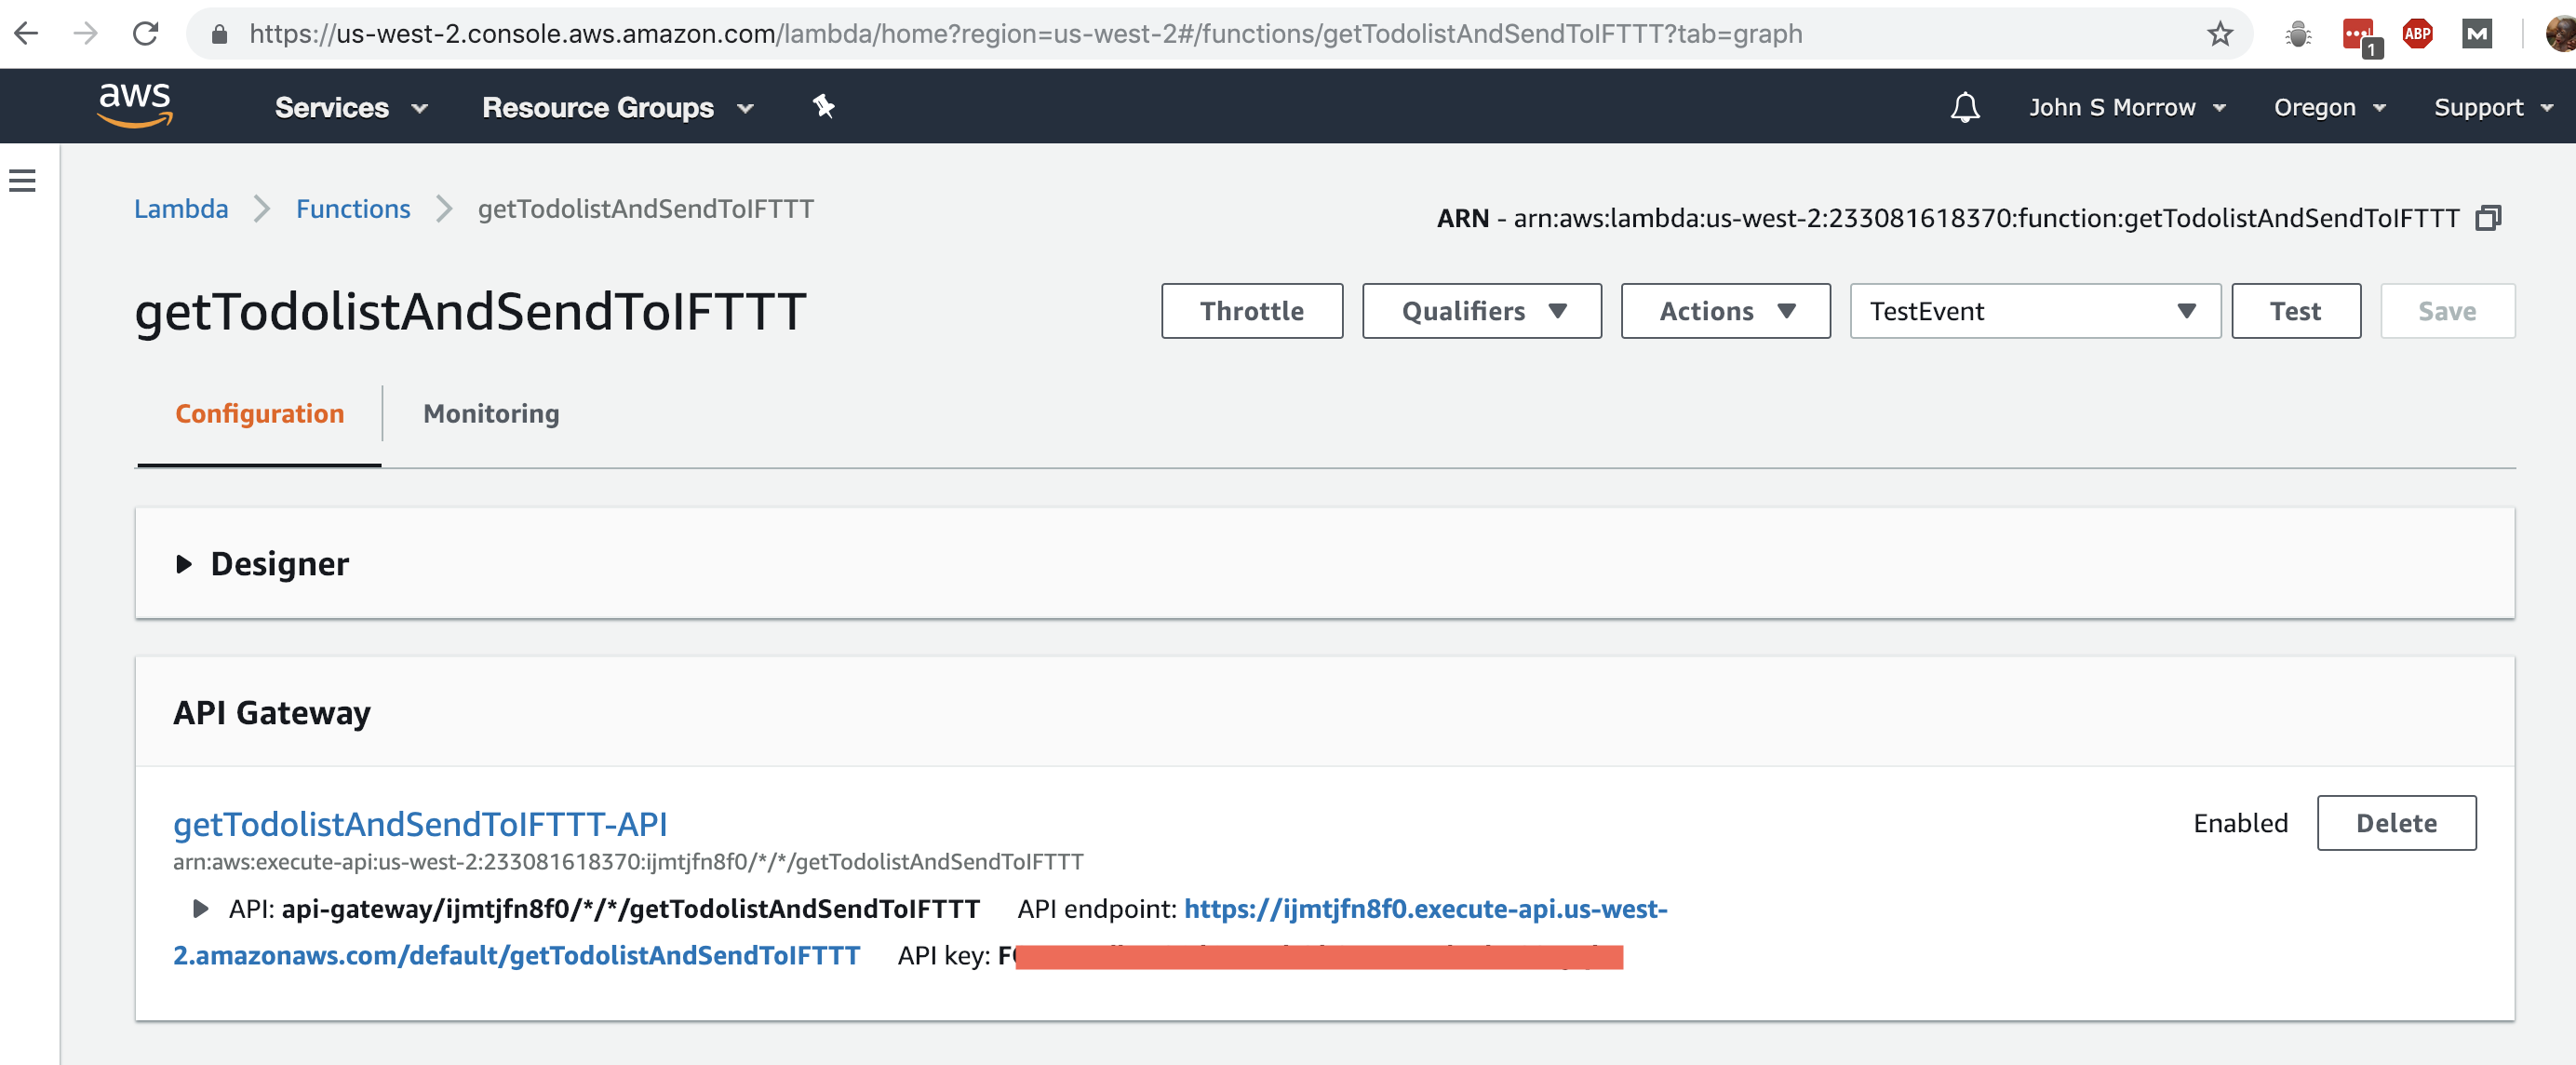 https://us-west-2.console.aws.amazon.com/lambda/home?region=us-west-2#/functions/getTodolistAndSendToIFTTT?tab=graph
1 ABP M
aws Services Resource Groups John S Morrow Oregon Support
Lambda Functions getTodolistAndSendToIFTTT
ARN - arn:aws:lambda:us-west-2:233081618370:function:getTodolistAndSendToIFTTT
getTodolistAndSendToIFTTT Throttle Qualifiers Actions TestEvent Test Save
Configuration Monitoring
Designer
API Gateway
getTodolistAndSendToIFTTT-API Enabled Delete
arn:aws:execute-api:us-west-2:233081618370:ijmtjfn8f0/*/*/getTodolistAndSendToIFTTT
API: api-gateway/ijmtjfn8f0/*/*/getTodolistAndSendToIFTTT API endpoint: https://ijmtjfn8f0.execute-api.us-west-
2.amazonaws.com/default/getTodolistAndSendToIFTTT API key: